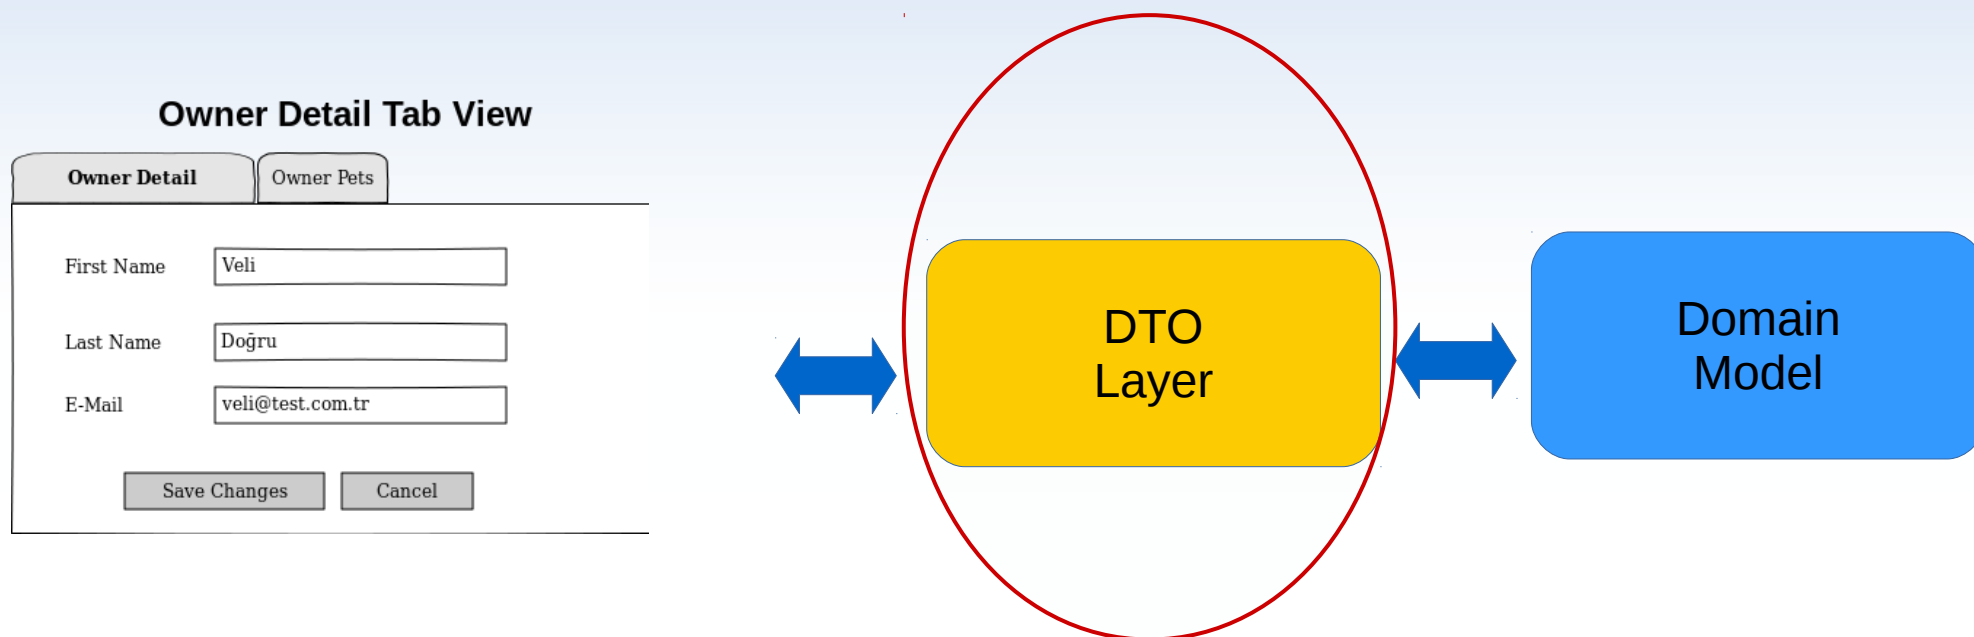 Owner Detail Tab View
Owner Detail
Owner Pets
First Name
Veli
Last Name
Doğru
E-Mail
veli@test.com.tr
Save Changes
Cancel
DTO
Layer
Domain
Model